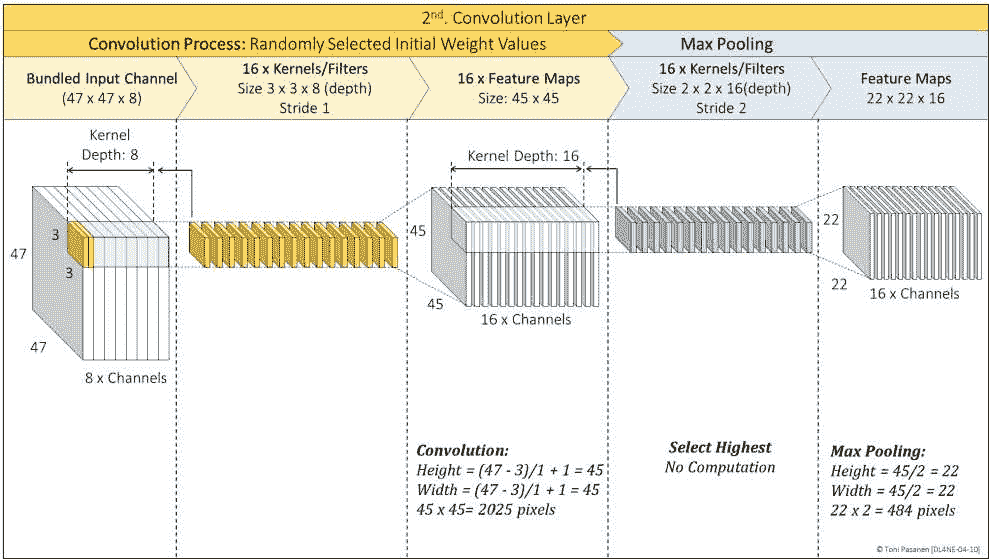 2nd. Convolution Layer
Convolution Process: Randomly Selected Initial Weight Values
Max Pooling
Bundled Input Channel
(47 x 47 x 8)
16 x Kernels/Filters
Size 3 x 3 x 8 (depth)
Stride 1
16 x Feature Maps
Size: 45 x 45
16 x Kernels/Filters
Size 2 x 2 x 16(depth)
Stride 2
Feature Maps
22 x 22 x 16
Kernel
Depth: 8
3
3
47
47
8 x Channels
Kernel Depth: 16
45
45
16 x Channels
22
22
16 x Channels
Convolution:
Height = (47 - 3)/1 + 1 = 45
Width = (47 - 3)/1 + 1 = 45
45 x 45= 2025 pixels
Select Highest
No Computation
Max Pooling:
Height = 45/2 = 22
Width = 45/2 = 22
22 x 2 = 484 pixels
© Toni Pasanen [DL4NE-04-10]